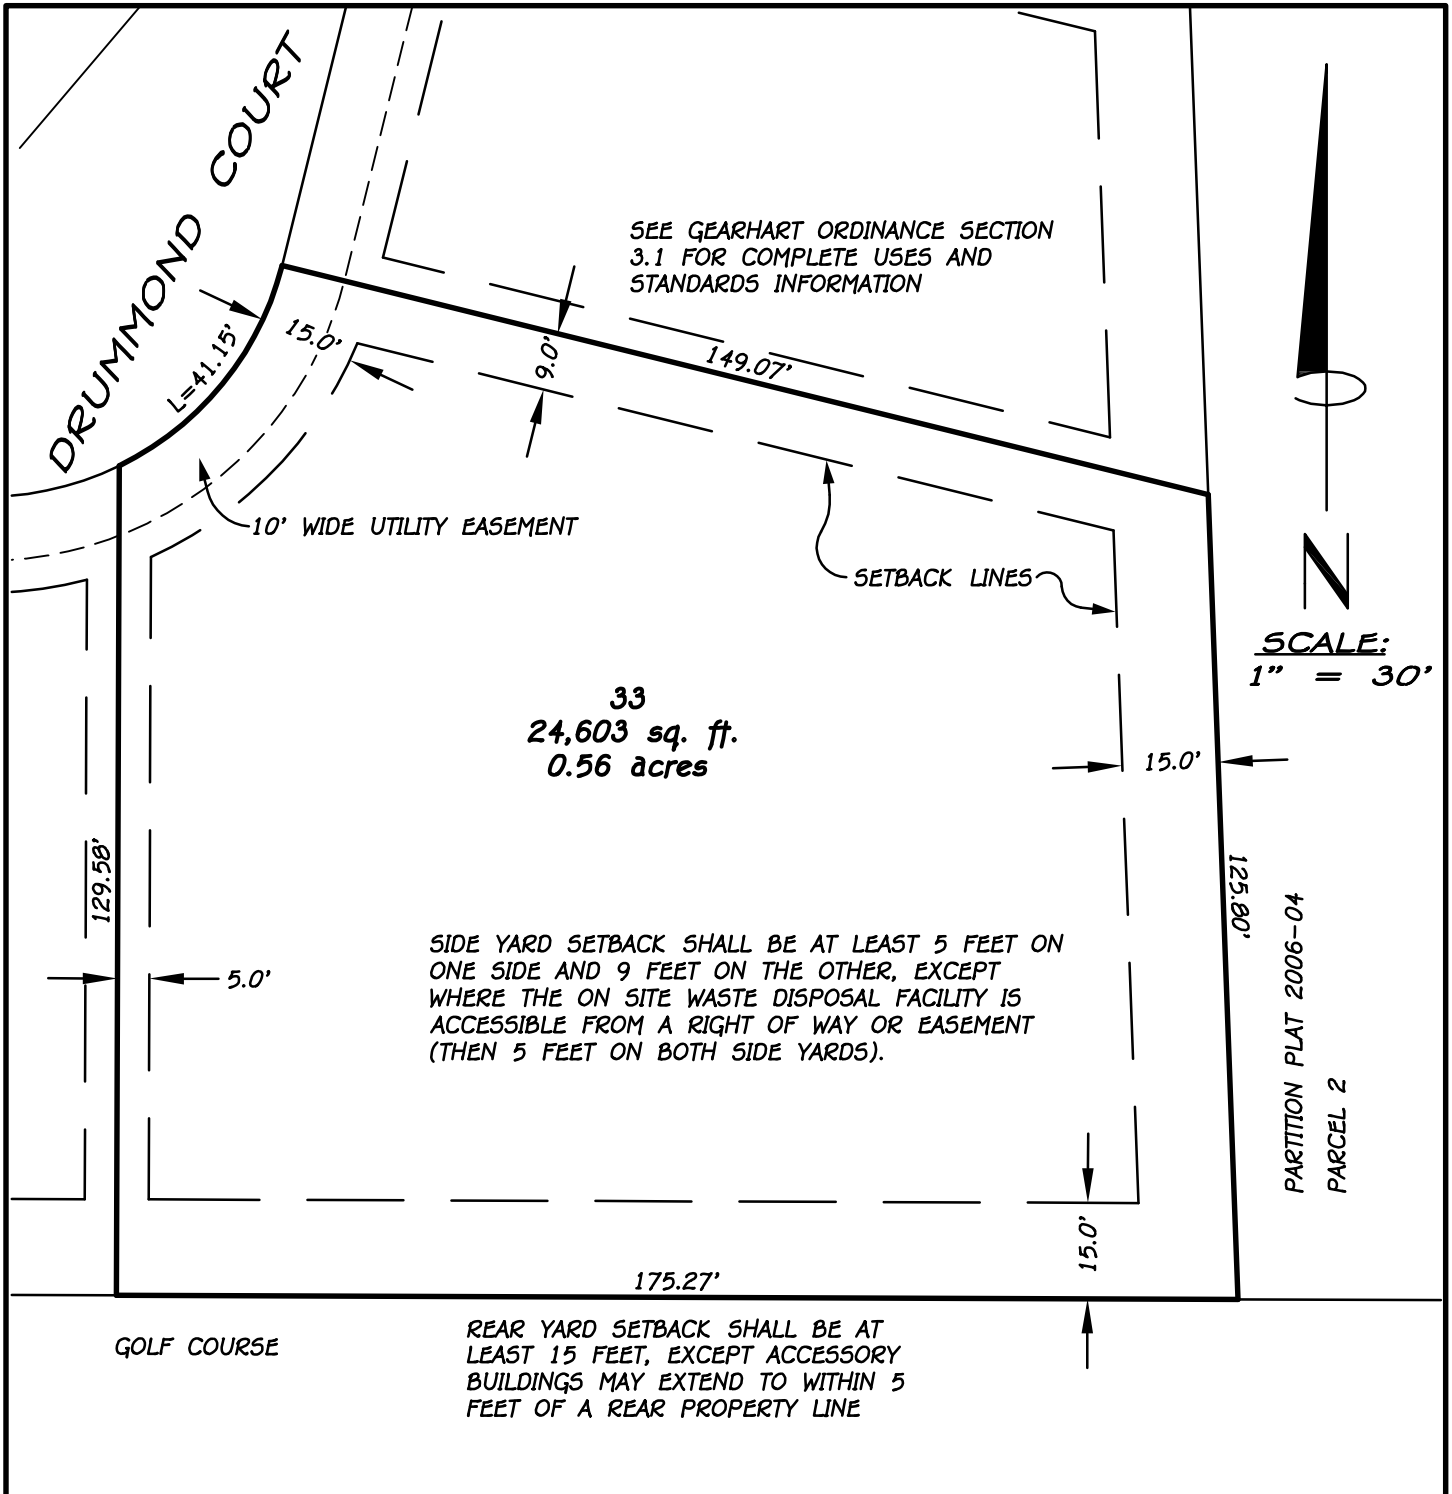 DRUMMOND COURT
SEE GEARHART ORDINANCE SECTION
3.1 FOR COMPLETE USES AND
STANDARDS INFORMATION
L=41.15'
15.0'
9.0'
149.07'
10' WIDE UTILITY EASEMENT
SETBACK LINES
N
SCALE:
1" = 30'
33
24,603 sq. ft.
0.56 acres
15.0'
129.58'
125.80'
SIDE YARD SETBACK SHALL BE AT LEAST 5 FEET ON
ONE SIDE AND 9 FEET ON THE OTHER, EXCEPT
WHERE THE ON SITE WASTE DISPOSAL FACILITY IS
ACCESSIBLE FROM A RIGHT OF WAY OR EASEMENT
(THEN 5 FEET ON BOTH SIDE YARDS).
5.0'
PARTITION PLAT 2006-04
PARCEL 2
15.0'
175.27'
GOLF COURSE
REAR YARD SETBACK SHALL BE AT
LEAST 15 FEET, EXCEPT ACCESSORY
BUILDINGS MAY EXTEND TO WITHIN 5
FEET OF A REAR PROPERTY LINE